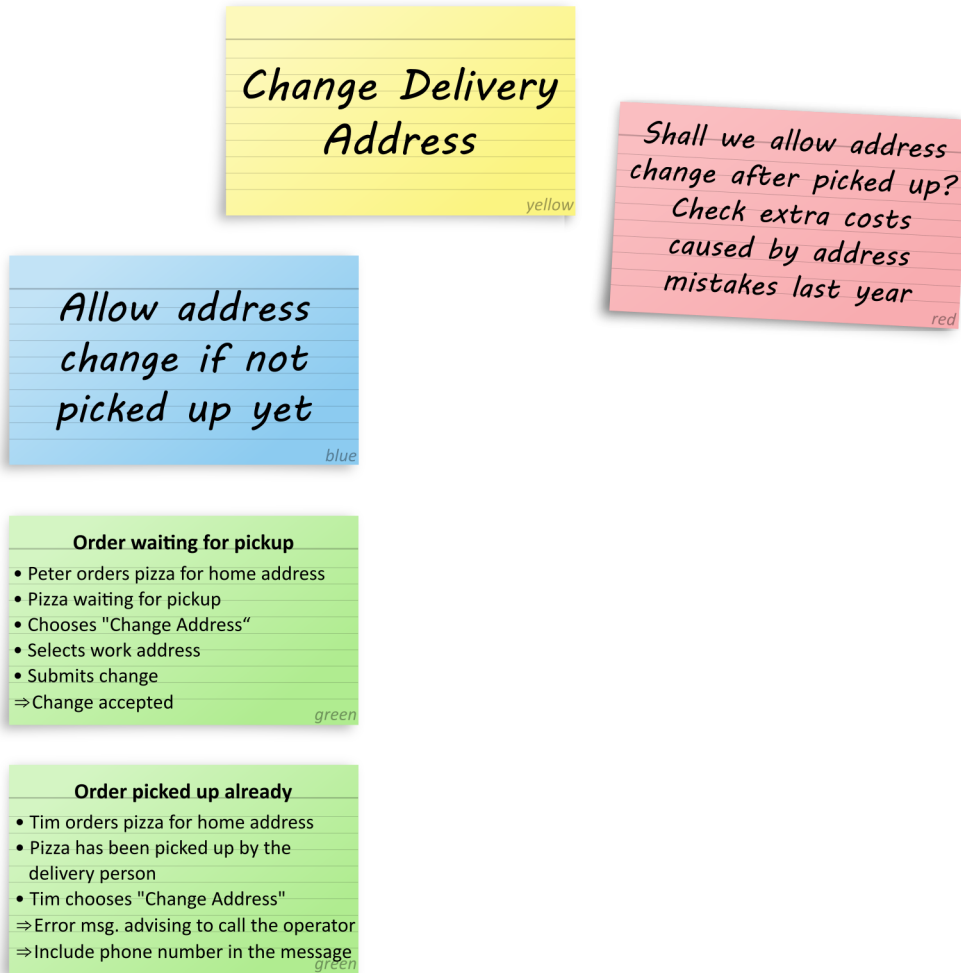 Change Delivery
Address
yellow
Shall we allow address
change after picked up?
Check extra costs
caused by address
mistakes last year
red
Allow address
change if not
picked up yet
blue
Order waiting for pickup
• Peter orders pizza for home address
• Pizza waiting for pickup
• Chooses "Change Address“
• Selects work address
• Submits change
⇒Change accepted
green
Order picked up already
• Tim orders pizza for home address
• Pizza has been picked up by the
delivery person
• Tim chooses "Change Address"
⇒Error msg. advising to call the operator
⇒Include phone number in the message
green